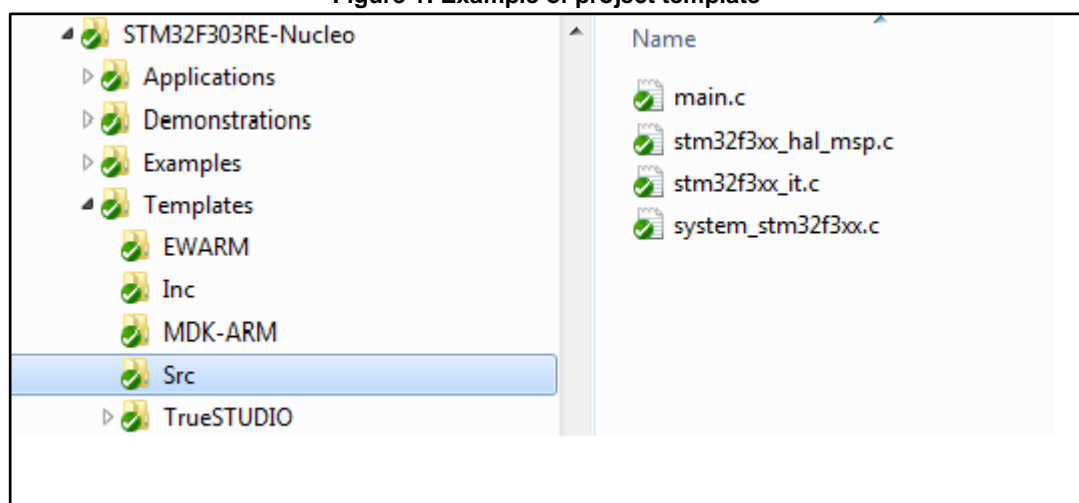 Figure 1. Example of project template
STM32F303RE-Nucleo
Applications
Demonstrations
Examples
Templates
EWARM
Inc
MDK-ARM
Src
TrueSTUDIO
Name
main.c
stm32f3xx_hal_msp.c
stm32f3xx_it.c
system_stm32f3xx.c